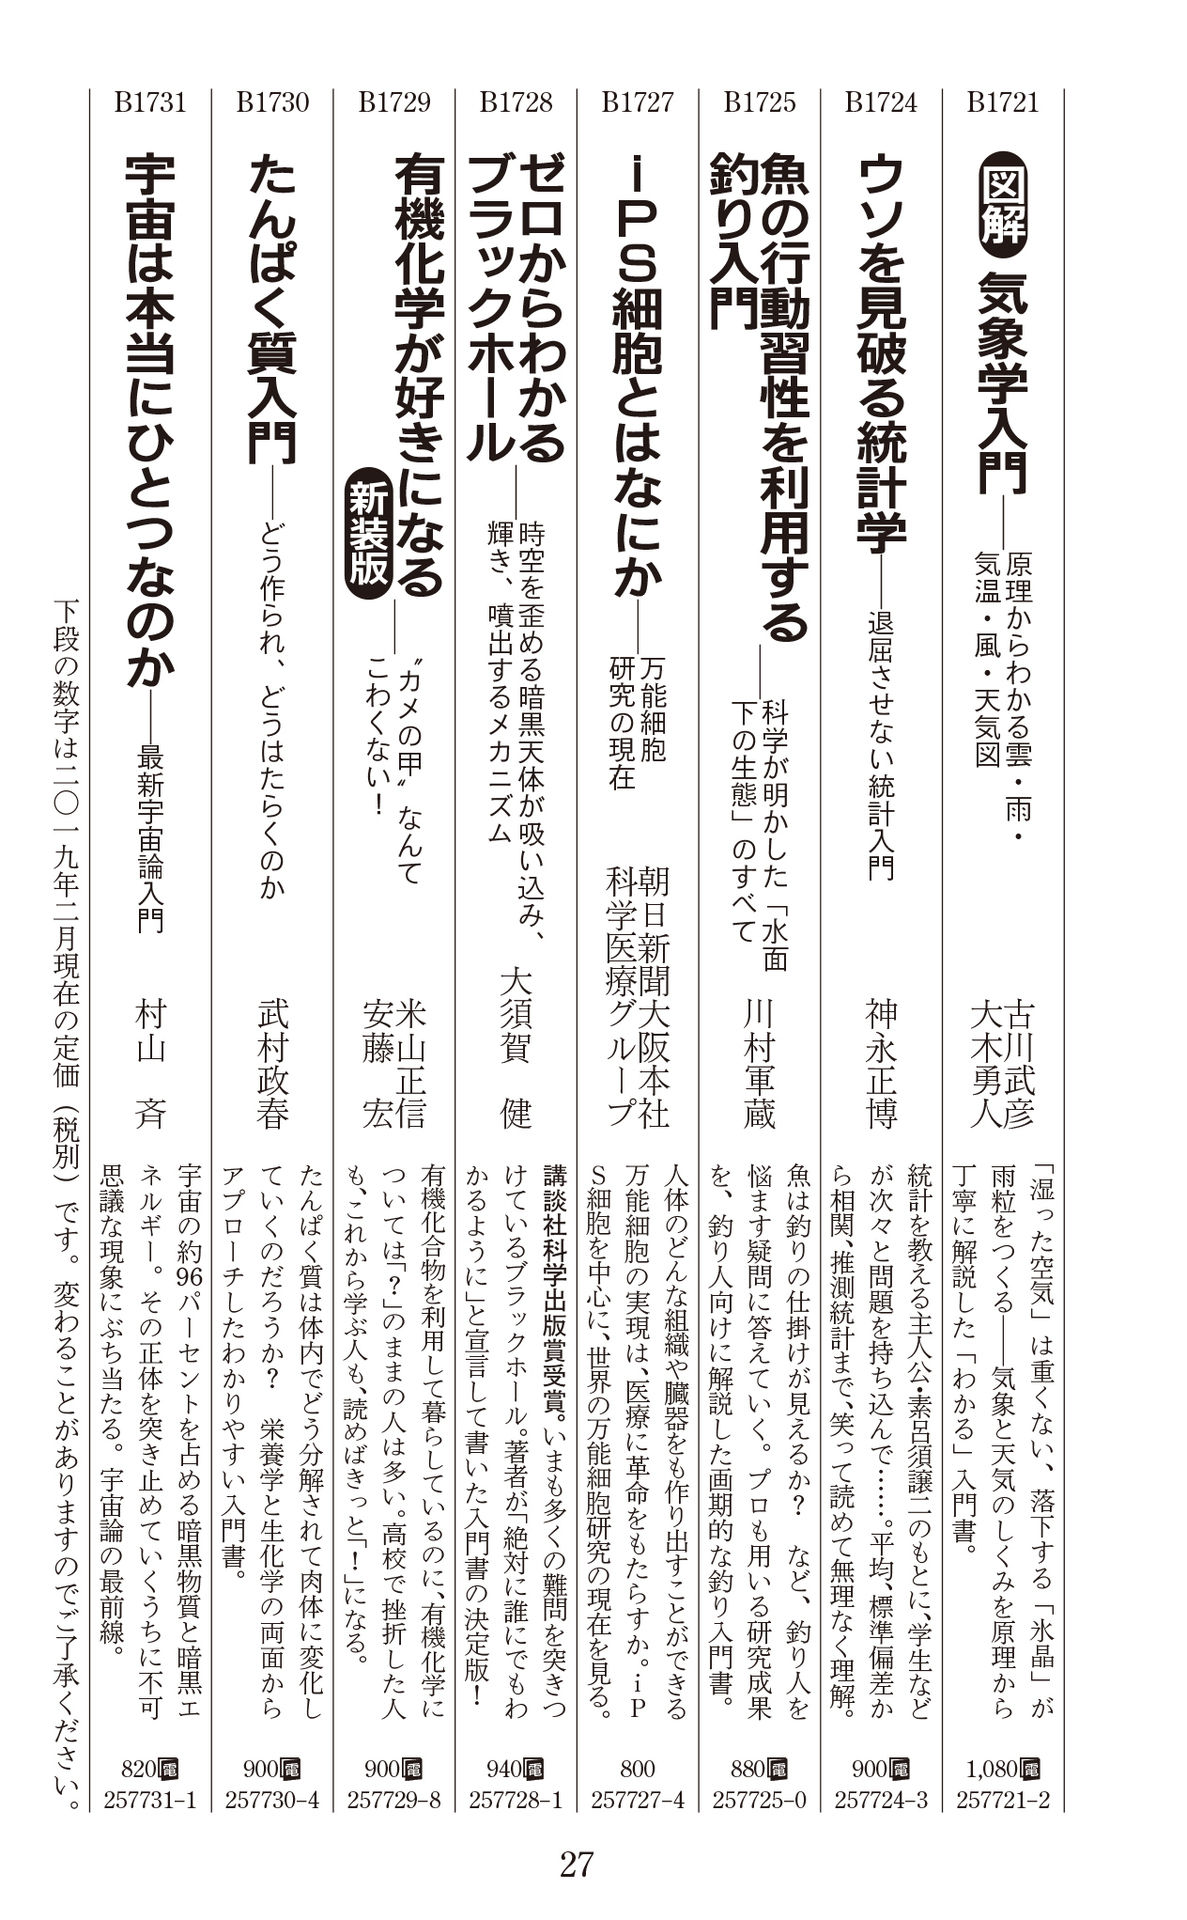 B1721
図解 気象学入門
――原理からわかる雲・雨・
気温・風・天気図
古川武彦
大木勇人
「湿った空気」は重くない、落下する「氷晶」が
雨粒をつくる――気象と天気のしくみを原理から
丁寧に解説した「わかる」入門書。
1,080電
257721-2
B1724
ウソを見破る統計学――退屈させない統計入門
神永正博
統計を教える主人公・素呂須譲二のもとに、学生など
が次々と問題を持ち込んで……。平均、標準偏差か
ら相関、推測統計まで、笑って読めて無理なく理解。
900電
257724-3
B1725
魚の行動習性を利用する
釣り入門
――科学が明かした「水面
下の生態」のすべて
川村軍蔵
魚は釣りの仕掛けが見えるか？　など、釣り人を
悩ます疑問に答えていく。プロも用いる研究成果
を、釣り人向けに解説した画期的な釣り入門書。
880電
257725-0
B1727
iPS細胞とはなにか
――万能細胞
研究の現在
朝日新聞大阪本社
科学医療グループ
人体のどんな組織や臓器をも作り出すことができる
万能細胞の実現は、医療に革命をもたらすか。iP
S細胞を中心に、世界の万能細胞研究の現在を見る。
800
257727-4
B1728
ゼロからわかる
ブラックホール
――時空を歪める暗黒天体が吸い込み、
輝き、噴出するメカニズム
大須賀　健
講談社科学出版賞受賞。いまも多くの難問を突きつ
けているブラックホール。著者が「絶対に誰にでもわ
かるように」と宣言して書いた入門書の決定版！
940電
257728-1
B1729
有機化学が好きになる
新装版
――〝カメの甲〟なんて
こわくない！
米山正信
安藤　宏
有機化合物を利用して暮らしているのに、有機化学に
ついては「？」のままの人は多い。高校で挫折した人
も、これから学ぶ人も、読めばきっと「！」になる。
900電
257729-8
B1730
たんぱく質入門――どう作られ、どうはたらくのか
武村政春
たんぱく質は体内でどう分解されて肉体に変化し
ていくのだろうか？　栄養学と生化学の両面から
アプローチしたわかりやすい入門書。
900電
257730-4
B1731
宇宙は本当にひとつなのか――最新宇宙論入門
村山　斉
宇宙の約96パーセントを占める暗黒物質と暗黒エ
ネルギー。その正体を突き止めていくうちに不可
思議な現象にぶち当たる。宇宙論の最前線。
820電
257731-1
下段の数字は二〇一九年二月現在の定価（税別）です。変わることがありますのでご了承ください。
27